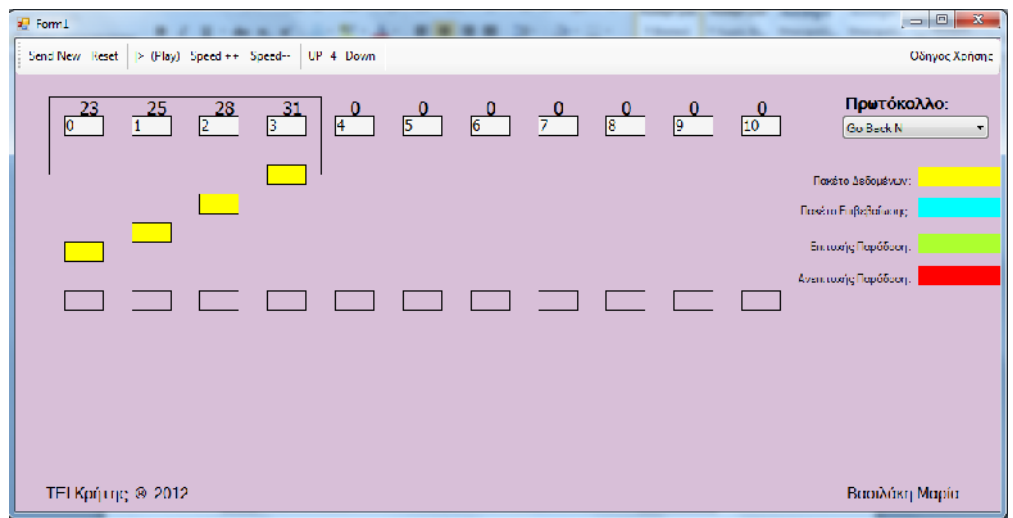 Form1
Send New Reset |> (Play) Speed ++ Speed-- UP 4 Down Οδηγος Χρήσης
23 25 28 31 0 0 0 0 0 0 0
0 1 2 3 4 5 6 7 8 9 10
Πρωτόκολλο:
Go Back N
Πακέτο Δεδομένων:
Πακέτο Επιβεβαίωσης:
Επιτυχής Παράδοση:
Ανεπιτυχής Παράδοση:
ΤΕΙ Κρήτης ® 2012 Βασιλάκη Μαρία